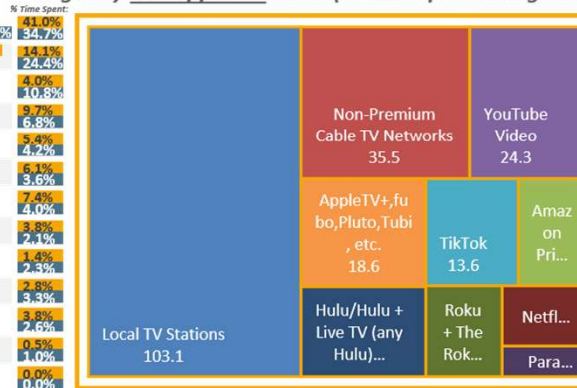 % Time Spent:
41.0%
34.7%
14.1%
24.4%
4.0%
10.8%
9.7%
6.8%
5.4%
4.2%
6.1%
3.6%
7.4%
4.0%
3.8%
2.1%
1.4%
2.3%
2.8%
3.3%
3.8%
2.6%
0.5%
1.0%
0.0%
0.0%
Local TV Stations
103.1
Non-Premium
Cable TV Networks
35.5
YouTube
Video
24.3
AppleTV+,fu
bo,Pluto,Tubi
, etc.
18.6
TikTok
13.6
Amaz
on
Pri...
Hulu/Hulu +
Live TV (any
Hulu)...
Roku
+ The
Rok...
Netfl...
Para...